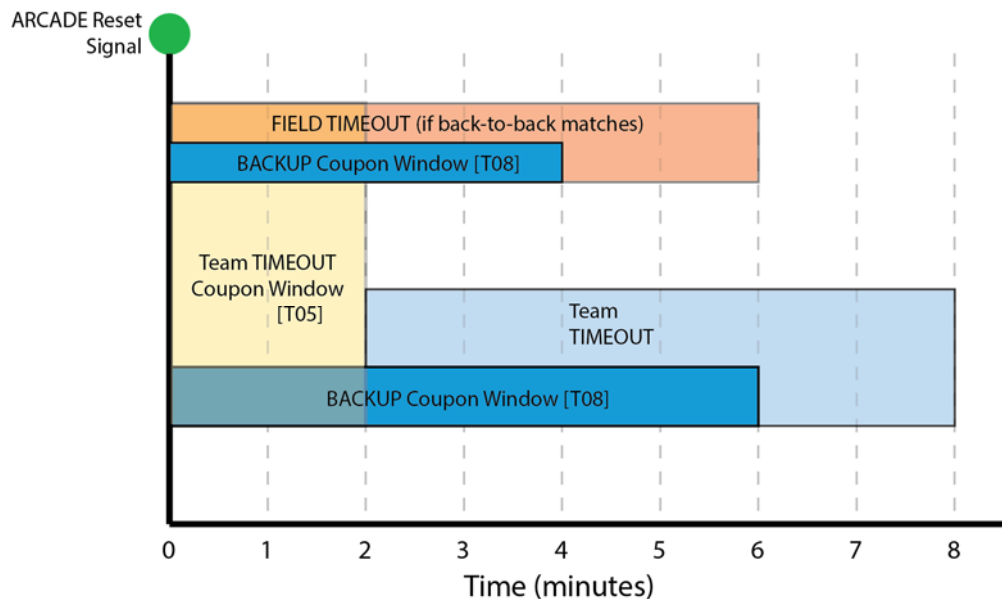 ARCADE Reset
Signal
FIELD TIMEOUT (if back-to-back matches)
BACKUP Coupon Window [T08]
Team TIMEOUT
Coupon Window
[T05]
Team
TIMEOUT
BACKUP Coupon Window [T08]
0 1 2 3 4 5 6 7 8
Time (minutes)